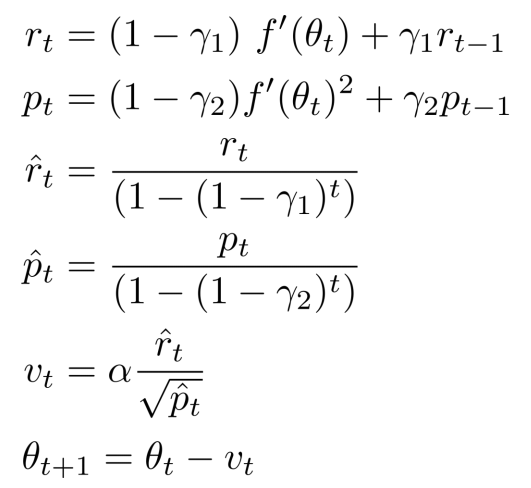 r_t = (1 − γ_1) f′(θ_t) + γ_1 r_{t−1}
p_t = (1 − γ_2) f′(θ_t)^2 + γ_2 p_{t−1}
r̂_t = r_t / (1 − (1 − γ_1)^t)
p̂_t = p_t / (1 − (1 − γ_2)^t)
v_t = α r̂_t / √p̂_t
θ_{t+1} = θ_t − v_t